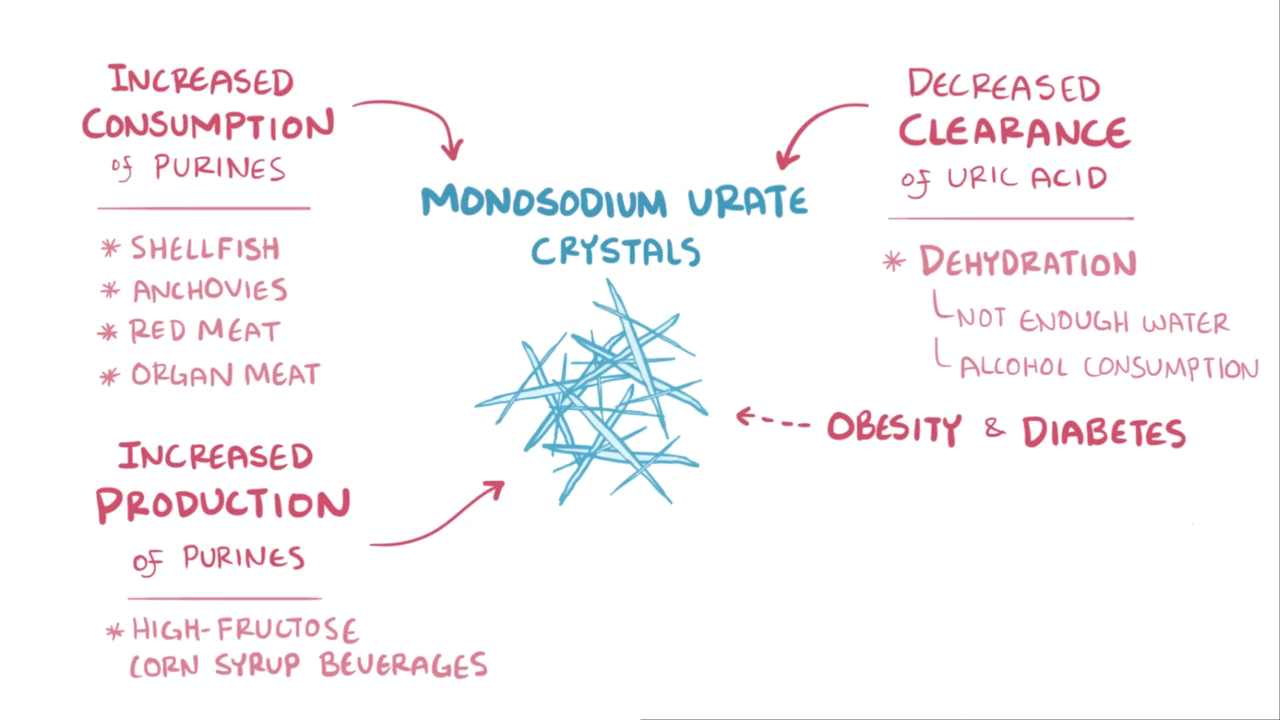 INCREASED
CONSUMPTION
of PURINES
* SHELLFISH
* ANCHOVIES
* RED MEAT
* ORGAN MEAT
INCREASED
PRODUCTION
of PURINES
* HIGH-FRUCTOSE
CORN SYRUP BEVERAGES
MONOSODIUM URATE
CRYSTALS
DECREASED
CLEARANCE
of URIC ACID
* DEHYDRATION
NOT ENOUGH WATER
ALCOHOL CONSUMPTION
OBESITY & DIABETES